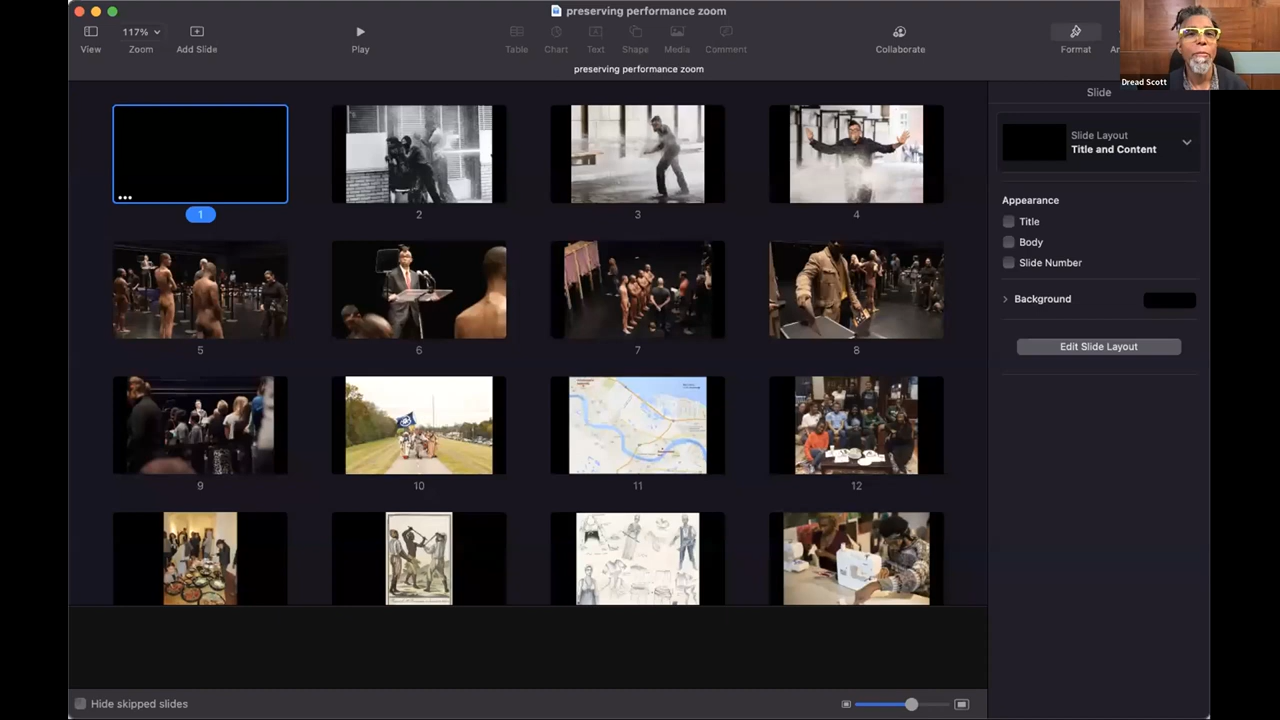 preserving performance zoom
117%
View
Zoom
Add Slide
Play
Table
Chart
Text
Shape
Media
Comment
Collaborate
Format
preserving performance zoom
Dread Scott
Slide
Slide Layout
Title and Content
Appearance
Title
Body
Slide Number
Background
Edit Slide Layout
1
2
3
4
5
6
7
8
9
10
11
12
Hide skipped slides